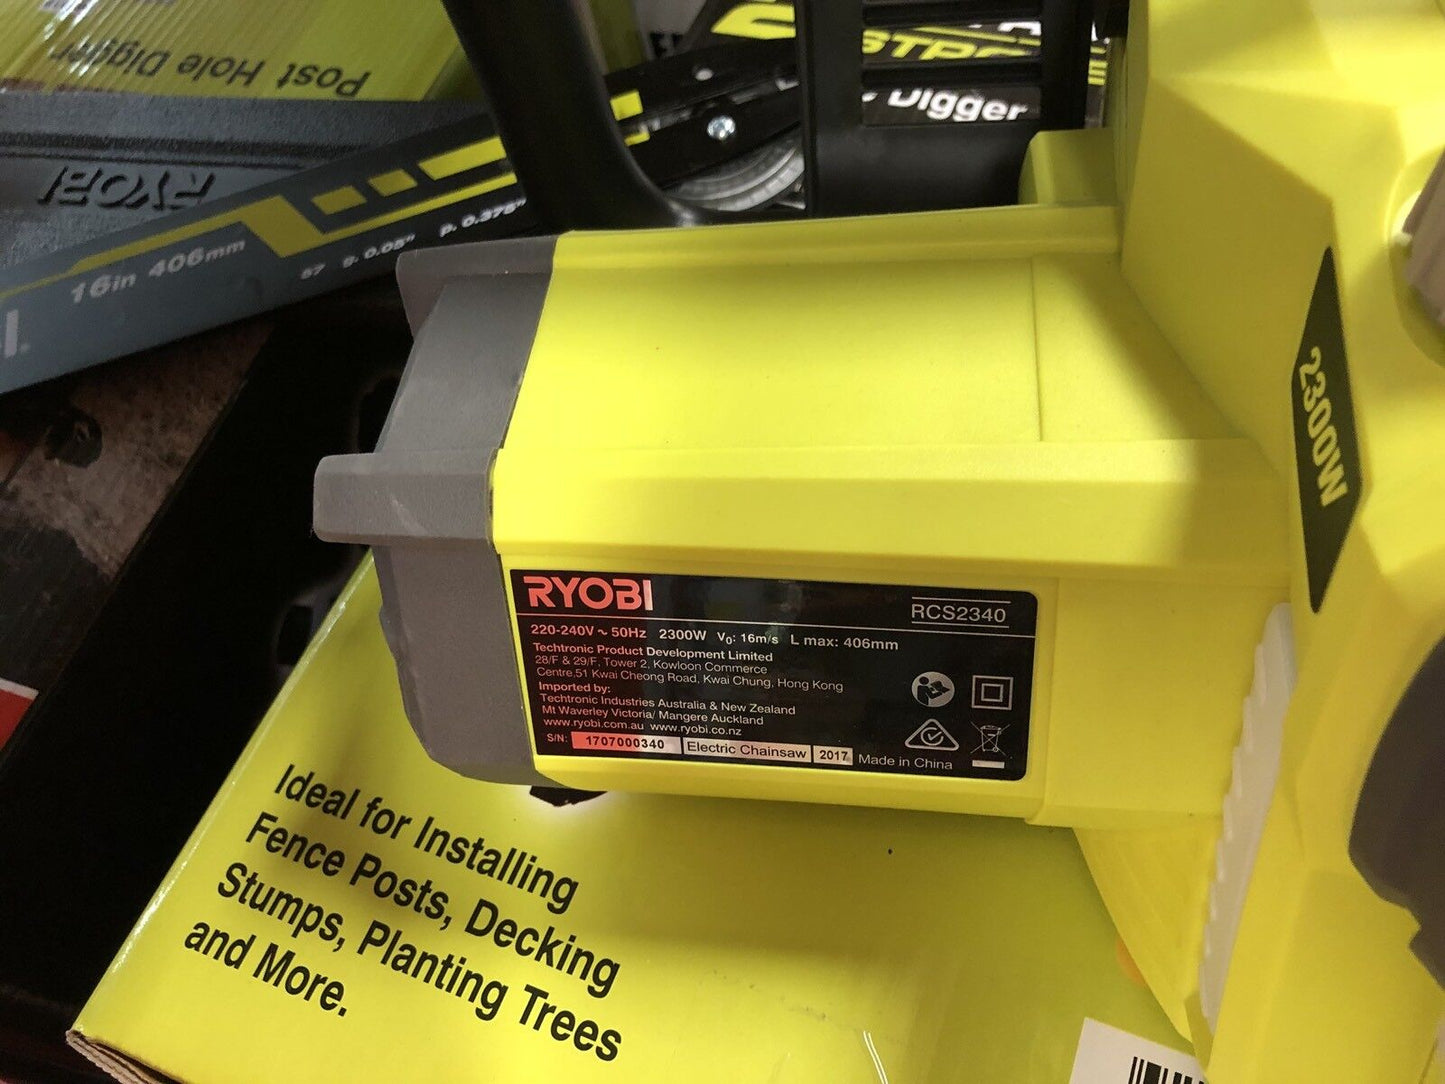 Post Hole Digger
RYOBI
16in 406mm
57 g. 0.05" p. 0.375"
Digger
2300W
RYOBI
RCS2340
220-240V ~ 50Hz 2300W V₀: 16m/s L max: 406mm
Techtronic Product Development Limited
28/F & 29/F, Tower 2, Kowloon Commerce
Centre,51 Kwai Cheong Road, Kwai Chung, Hong Kong
Imported by:
Techtronic Industries Australia & New Zealand
Mt Waverley Victoria/ Mangere Auckland
www.ryobi.com.au www.ryobi.co.nz
S/N: 1707000340 Electric Chainsaw 2017 Made in China
Ideal for Installing
Fence Posts, Decking
Stumps, Planting Trees
and More.